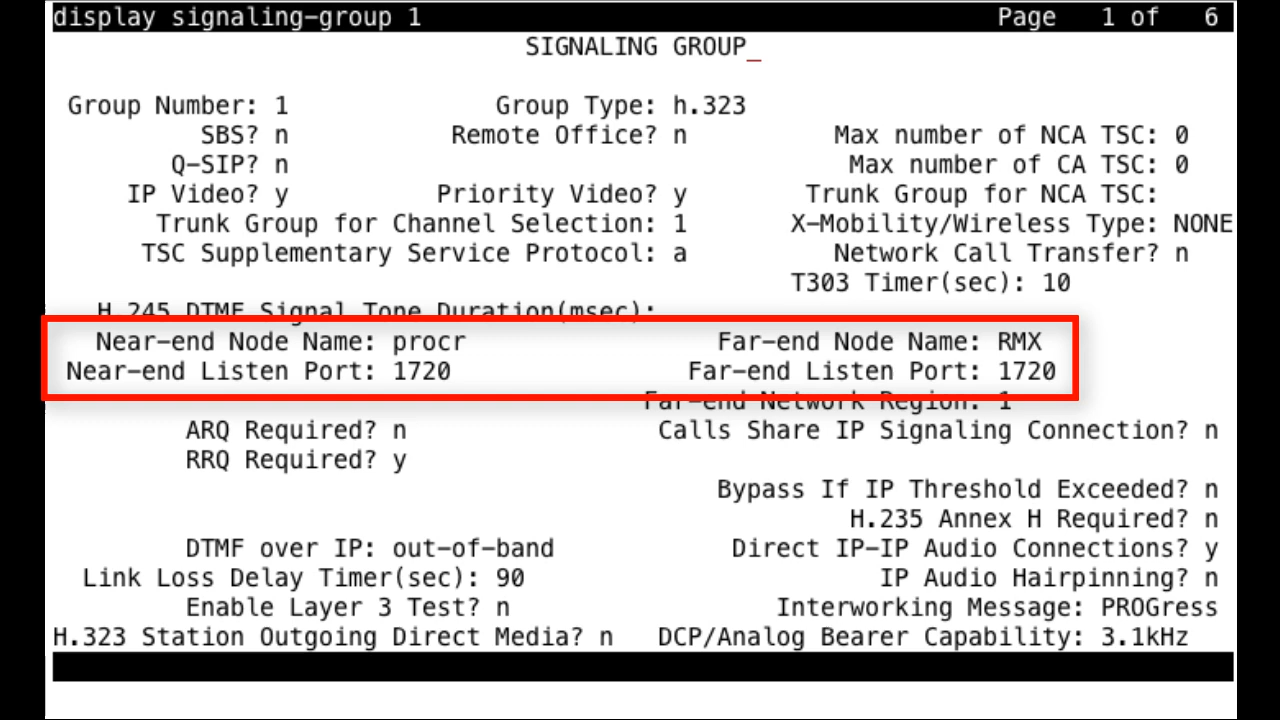 display signaling-group 1 Page 1 of 6
SIGNALING GROUP_
Group Number: 1 Group Type: h.323
SBS? n Remote Office? n Max number of NCA TSC: 0
Q-SIP? n Max number of CA TSC: 0
IP Video? y Priority Video? y Trunk Group for NCA TSC:
Trunk Group for Channel Selection: 1 X-Mobility/Wireless Type: NONE
TSC Supplementary Service Protocol: a Network Call Transfer? n
T303 Timer(sec): 10
H.245 DTMF Signal Tone Duration(msec):
Near-end Node Name: procr Far-end Node Name: RMX
Near-end Listen Port: 1720 Far-end Listen Port: 1720
Far-end Network Region: 1
ARQ Required? n Calls Share IP Signaling Connection? n
RRQ Required? y
Bypass If IP Threshold Exceeded? n
H.235 Annex H Required? n
DTMF over IP: out-of-band Direct IP-IP Audio Connections? y
Link Loss Delay Timer(sec): 90 IP Audio Hairpinning? n
Enable Layer 3 Test? n Interworking Message: PROGress
H.323 Station Outgoing Direct Media? n DCP/Analog Bearer Capability: 3.1kHz